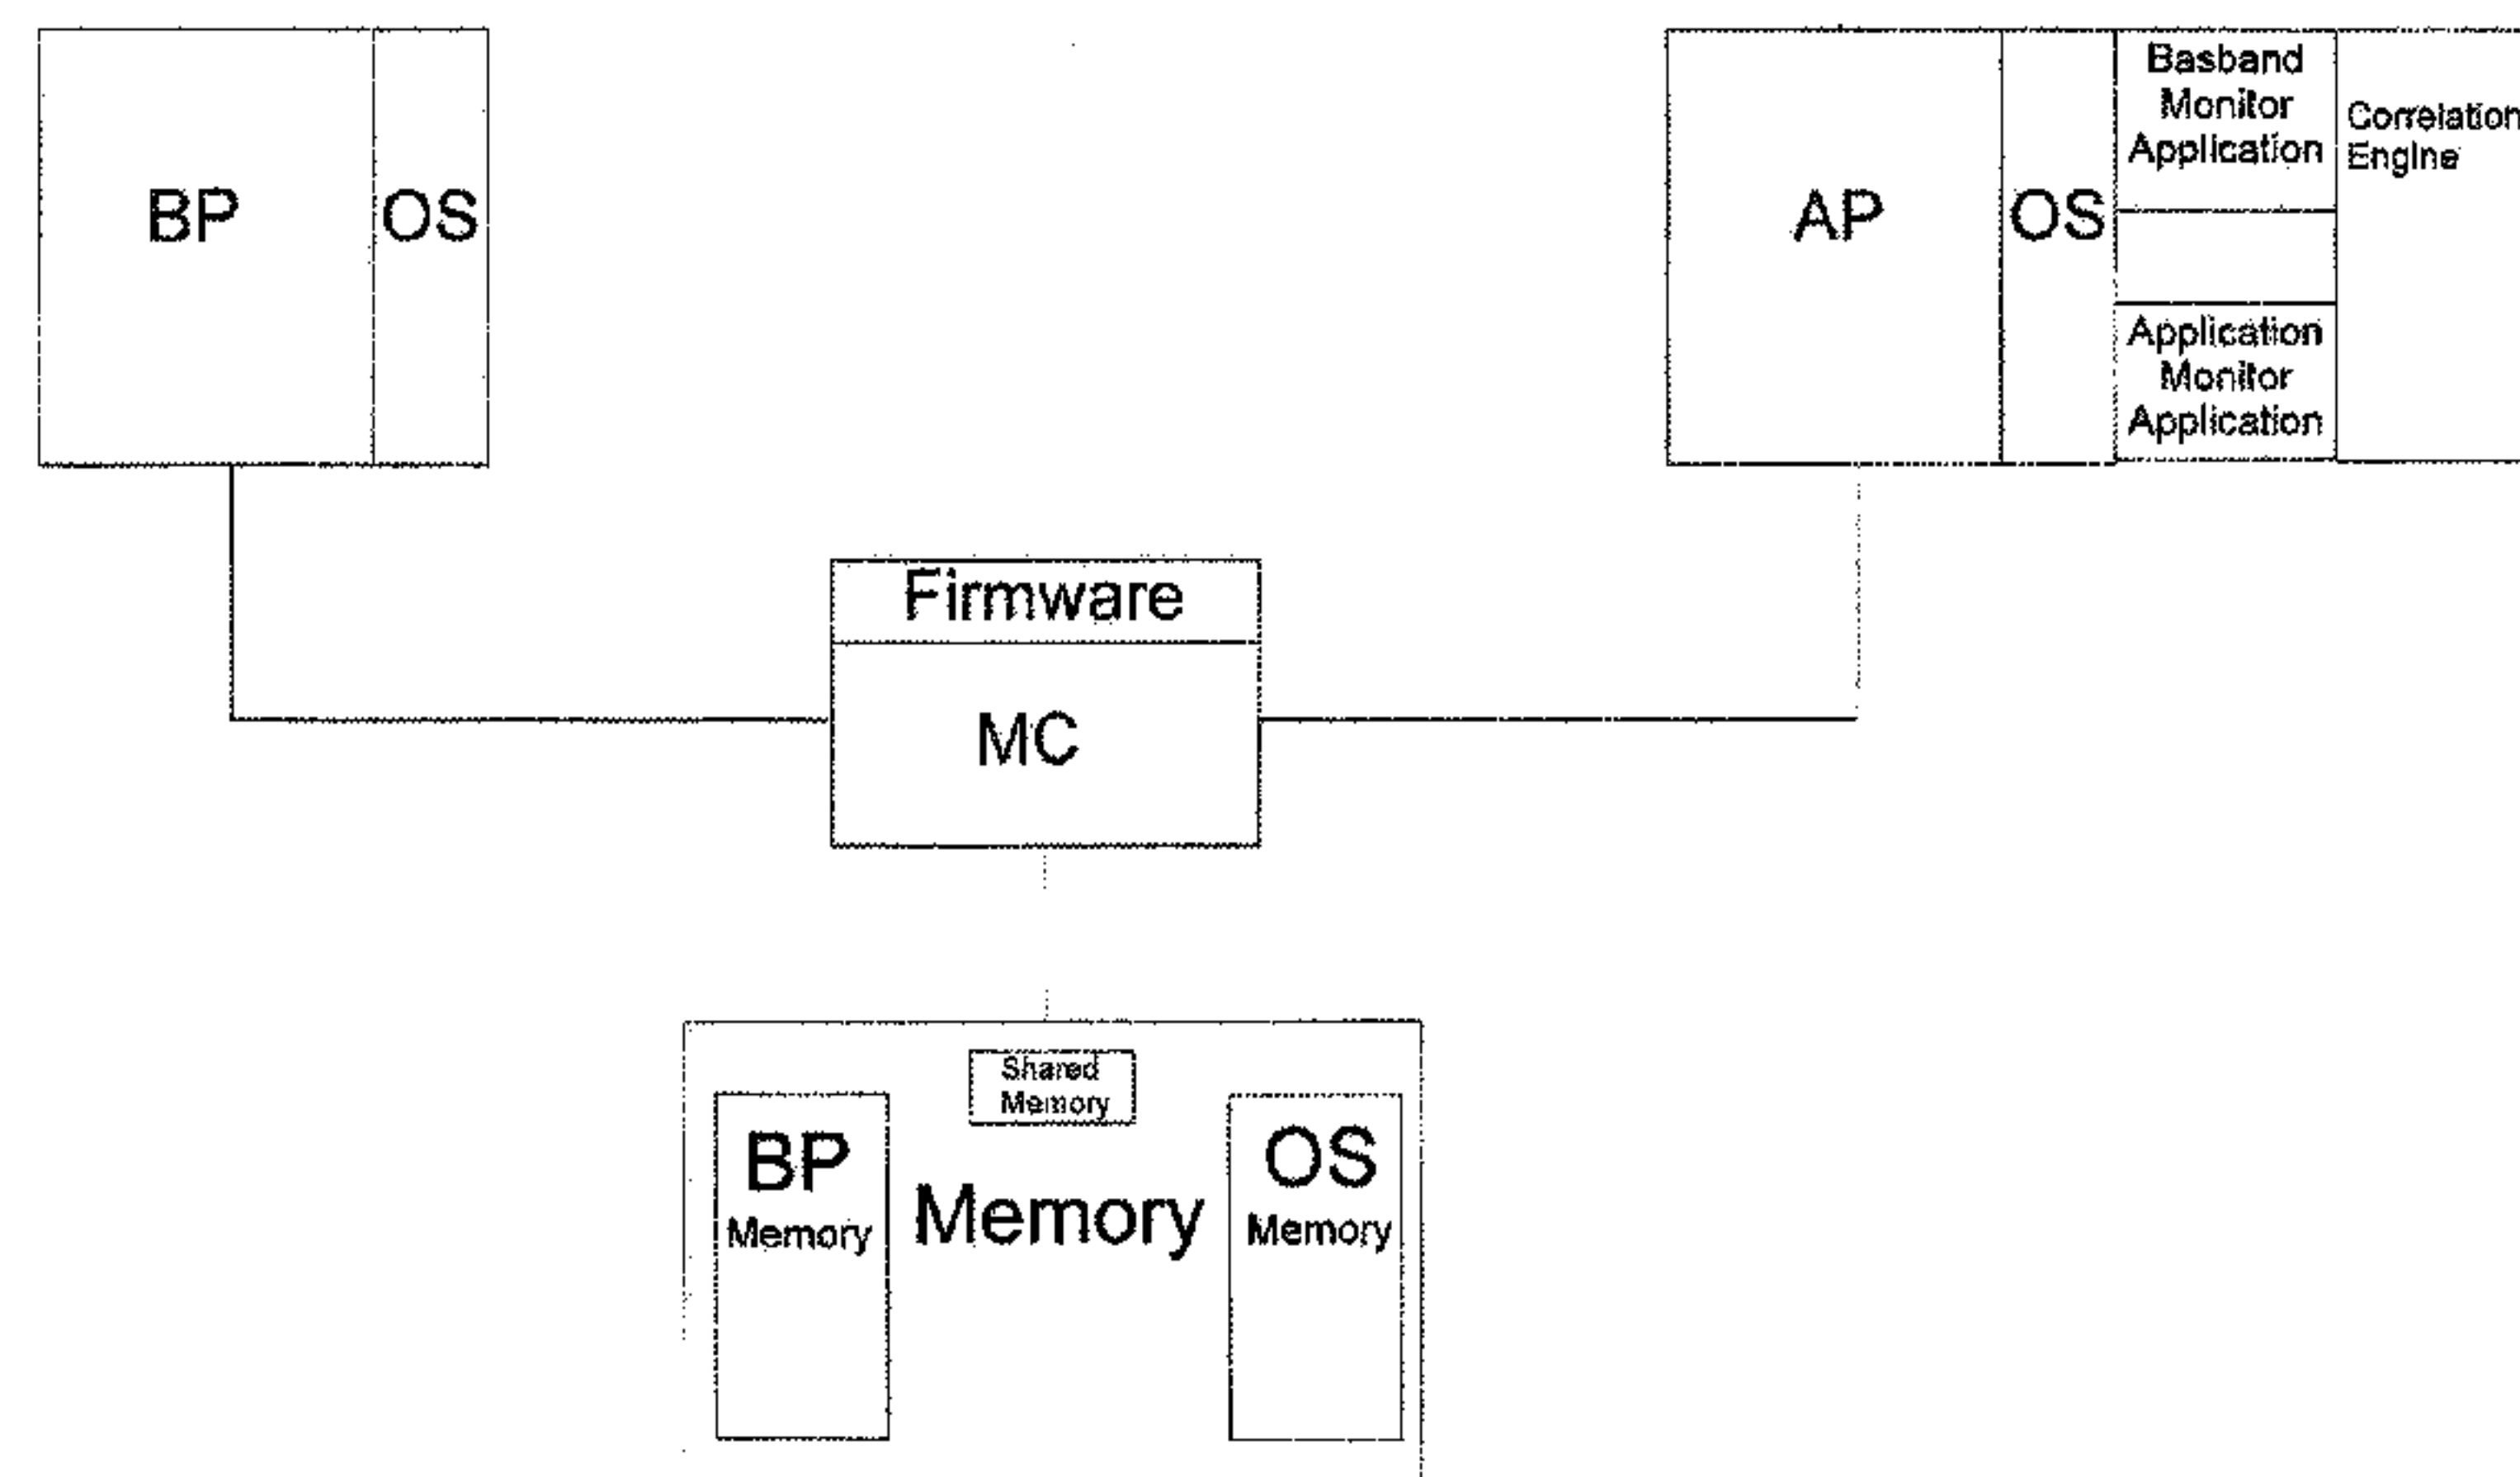 BP
OS
AP
OS
Basband
Monitor
Application
Correlation
Engine
Application
Monitor
Application
Firmware
MC
Shared
Memory
BP
Memory
Memory
OS
Memory